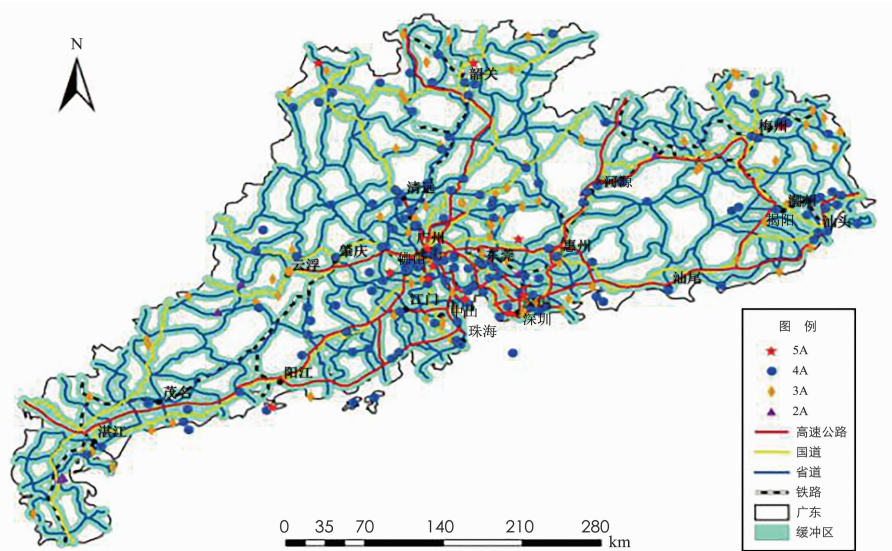 N
韶关
梅州
清远
河源
潮州
揭阳
汕头
广州
惠州
肇庆
佛山
东莞
云浮
汕尾
江门
中山
深圳
珠海
阳江
茂名
湛江
图 例
5A
4A
3A
2A
高速公路
国道
省道
铁路
广东
缓冲区
0 35 70 140 210 280
km